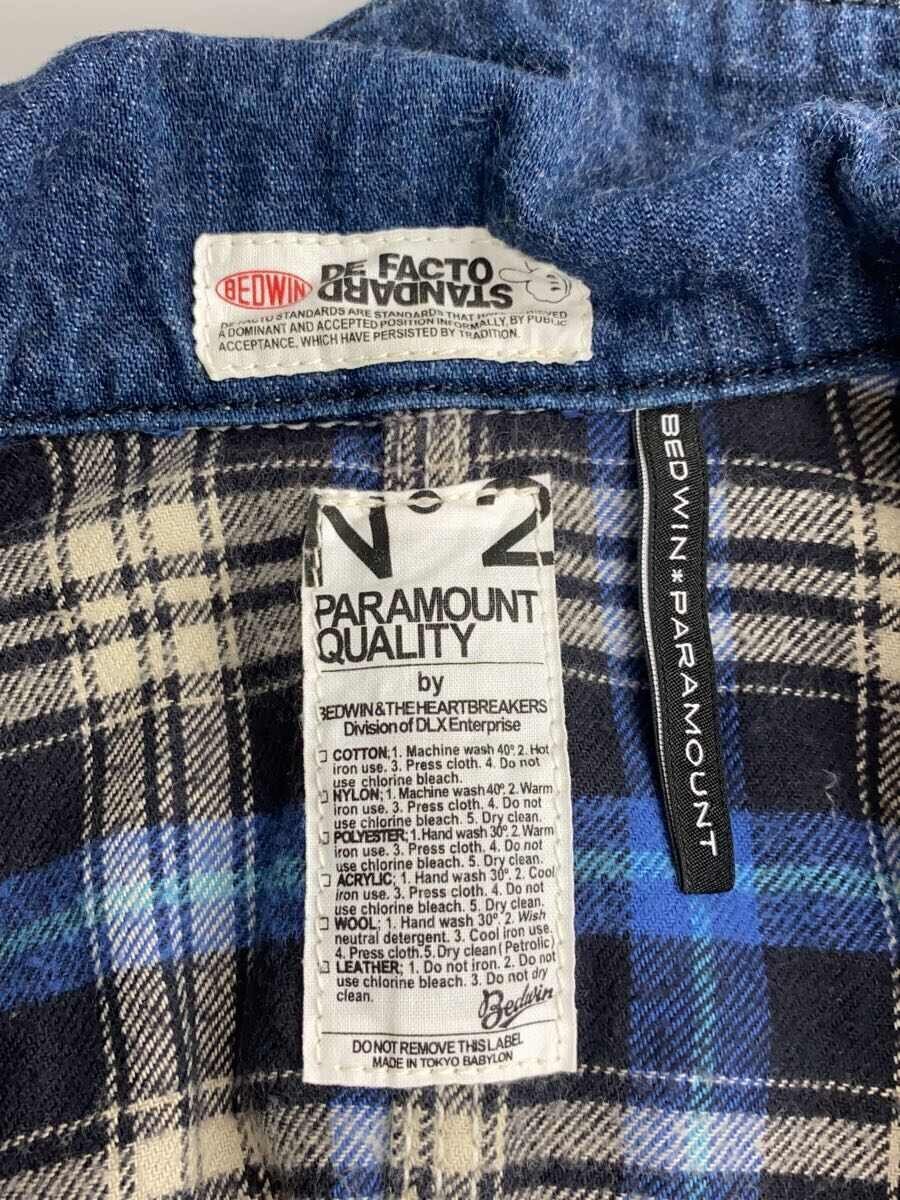 BEDWIN
DE FACTO
STANDARD
DE FACTO STANDARDS ARE STANDARDS THAT
A DOMINANT AND ACCEPTED POSITION INFORMALLY, BY PUBLIC
ACCEPTANCE, WHICH HAVE PERSISTED BY TRADITION.
BEDWIN*PARAMOUNT
N°2
PARAMOUNT
QUALITY
by
BEDWIN&THE HEARTBREAKERS
Division of DLX Enterprise
COTTON; 1. Machine wash 40° 2. Hot
iron use. 3. Press cloth. 4. Do not
use chlorine bleach.
NYLON; 1. Machine wash 40° 2. Warm
iron use. 3. Press cloth. 4. Do not
use chlorine bleach. 5. Dry clean.
POLYESTER; 1. Hand wash 30° 2. Warm
iron use. 3. Press cloth. 4. Do not
use chlorine bleach. 5. Dry clean.
ACRYLIC; 1. Hand wash 30° 2. Cool
iron use. 3. Press cloth. 4. Do not
use chlorine bleach. 5. Dry clean.
WOOL; 1. Hand wash 30° 2. Wish
neutral detergent. 3. Cool iron use.
4. Press cloth. 5. Dry clean (Petrolic)
LEATHER; 1. Do not iron. 2. Do not
use chlorine bleach. 3. Do not dry
clean.
Bedwin
DO NOT REMOVE THIS LABEL
MADE IN TOKYO BABYLON